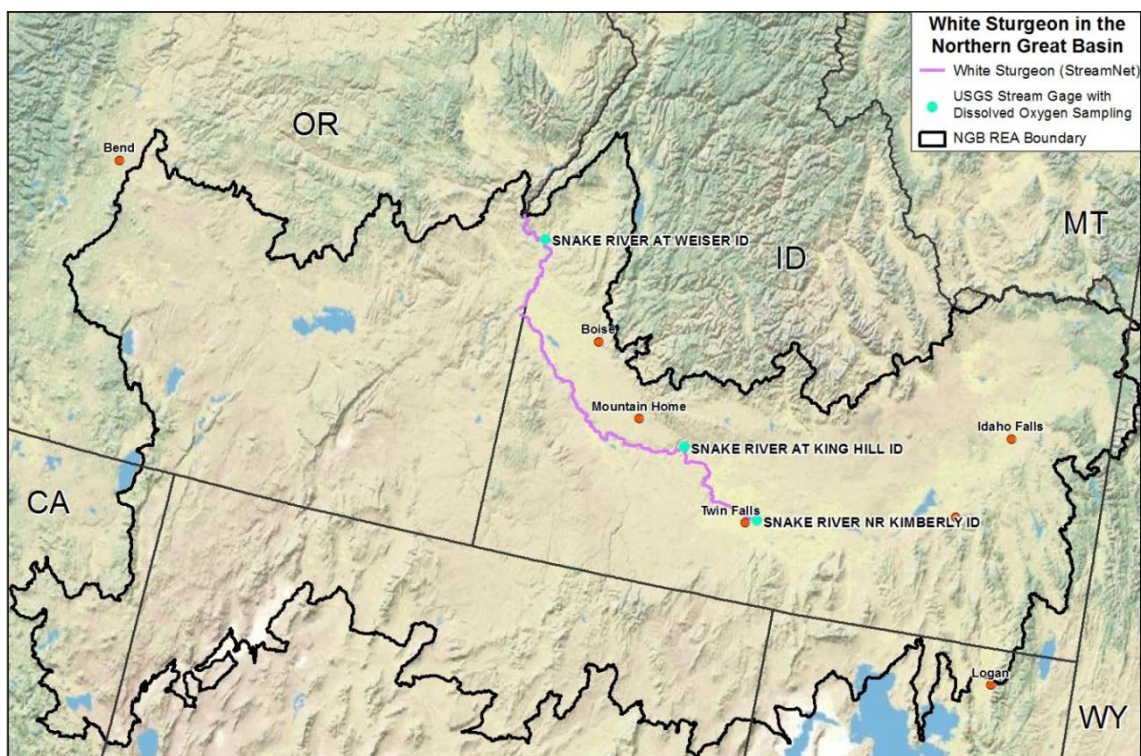 White Sturgeon in the
Northern Great Basin
White Sturgeon (StreamNet)
USGS Stream Gage with
Dissolved Oxygen Sampling
NGB REA Boundary
OR
Bend
MT
SNAKE RIVER AT WEISER ID
ID
Boise
Mountain Home
Idaho Falls
SNAKE RIVER AT KING HILL ID
CA
Twin Falls
SNAKE RIVER NR KIMBERLY ID
Logan
WY